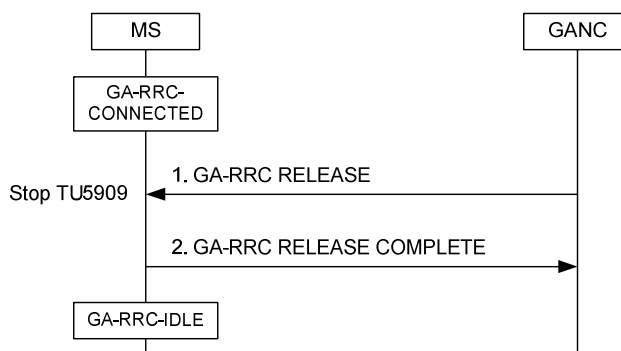 MS
GANC
GA-RRC-
CONNECTED
1. GA-RRC RELEASE
Stop TU5909
2. GA-RRC RELEASE COMPLETE
GA-RRC-IDLE